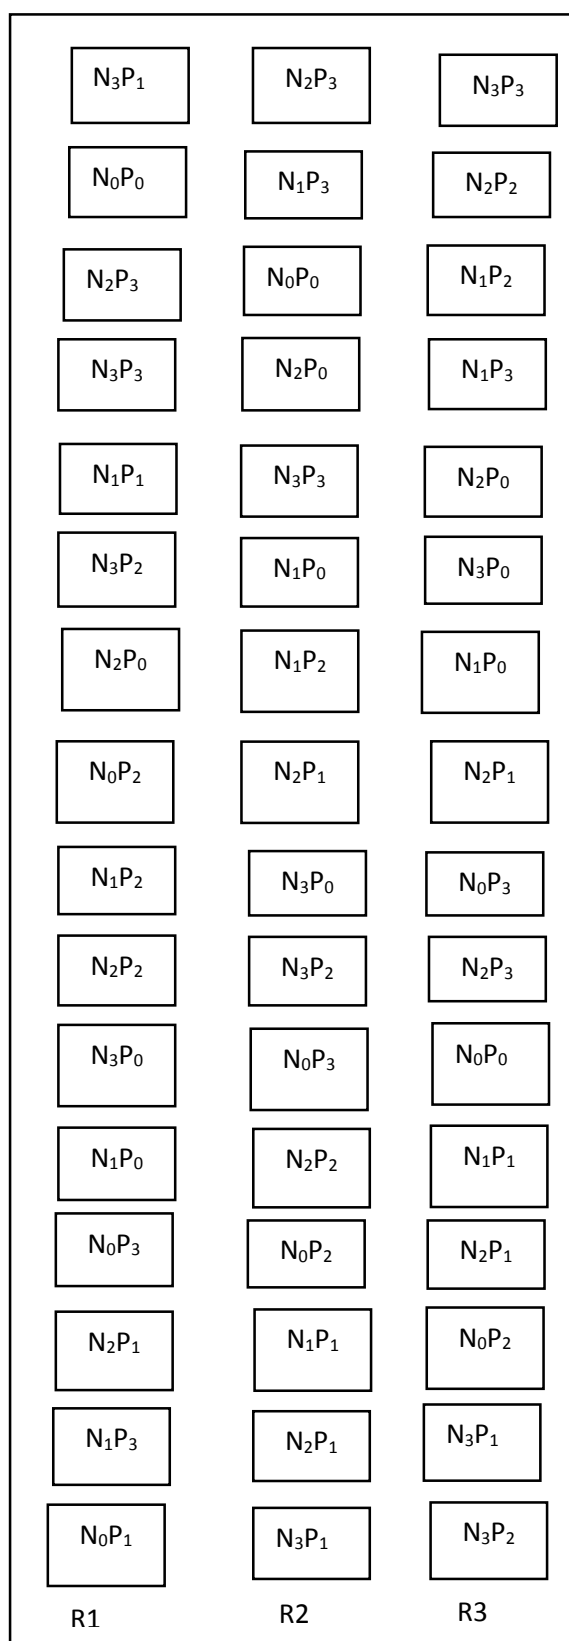 N₃P₁ N₂P₃ N₃P₃
N₀P₀ N₁P₃ N₂P₂
N₂P₃ N₀P₀ N₁P₂
N₃P₃ N₂P₀ N₁P₃
N₁P₁ N₃P₃ N₂P₀
N₃P₂ N₁P₀ N₃P₀
N₂P₀ N₁P₂ N₁P₀
N₀P₂ N₂P₁ N₂P₁
N₁P₂ N₃P₀ N₀P₃
N₂P₂ N₃P₂ N₂P₃
N₃P₀ N₀P₃ N₀P₀
N₁P₀ N₂P₂ N₁P₁
N₀P₃ N₀P₂ N₂P₁
N₂P₁ N₁P₁ N₀P₂
N₁P₃ N₂P₁ N₃P₁
N₀P₁ N₃P₁ N₃P₂
R1 R2 R3